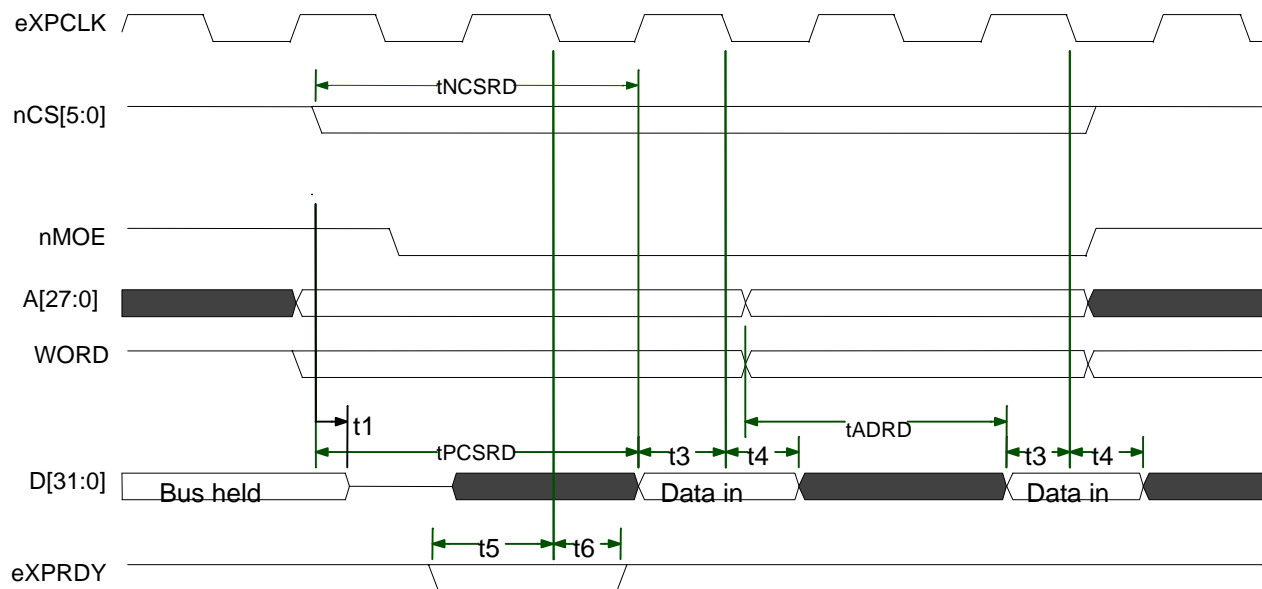 eXPCLK
tNCSRD
nCS[5:0]
nMOE
A[27:0]
WORD
t1
tADRD
tPCSRD
t3
t4
t3
t4
D[31:0]
Bus held
Data in
Data in
t5
t6
eXPRDY